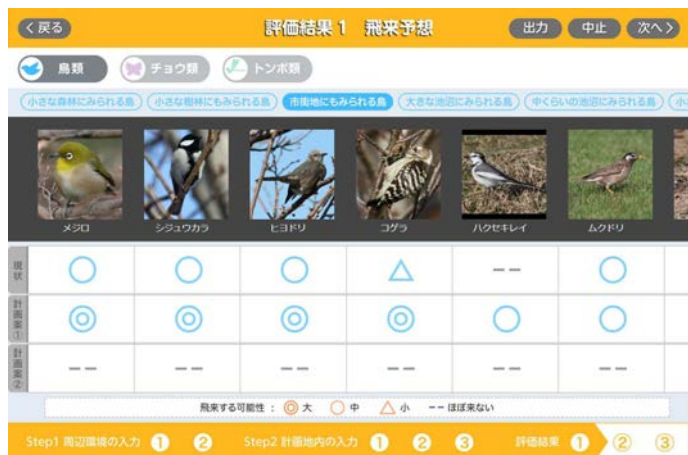 <戻る
評価結果1 飛来予想
出力 中止 次へ>
鳥類 チョウ類 トンボ類
小さな森林にみられる鳥 小さな樹林にもみられる鳥 市街地にもみられる鳥 大きな池沼にみられる鳥 中くらいの池沼にみられる鳥 小
メジロ シジュウカラ ヒヨドリ コゲラ ハクセキレイ ムクドリ
現状 ○ ○ ○ △ -- ○
計画案① ◎ ◎ ◎ ◎ ○ ○
計画案② -- -- -- -- -- --
飛来する可能性 : ◎ 大 ○ 中 △ 小 -- ほぼ来ない
Step1 周辺環境の入力 ① ② Step2 計画地内の入力 ① ② ③ 評価結果 ① ② ③